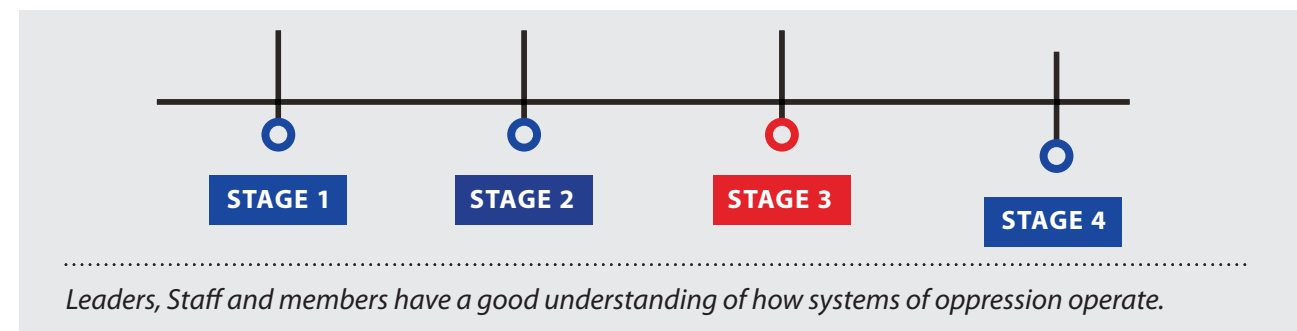 STAGE 1
STAGE 2
STAGE 3
STAGE 4
Leaders, Staff and members have a good understanding of how systems of oppression operate.